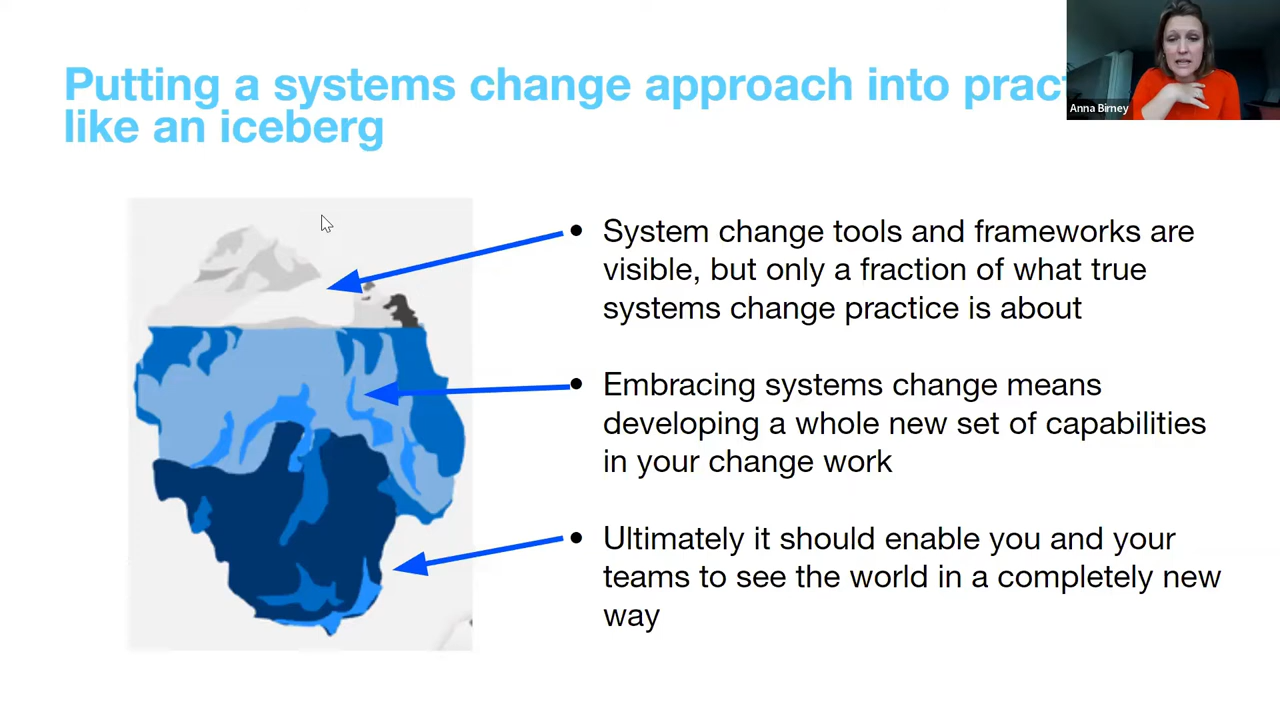 Putting a systems change approach into prac
like an iceberg
Anna Birney
• System change tools and frameworks are
visible, but only a fraction of what true
systems change practice is about
• Embracing systems change means
developing a whole new set of capabilities
in your change work
• Ultimately it should enable you and your
teams to see the world in a completely new
way